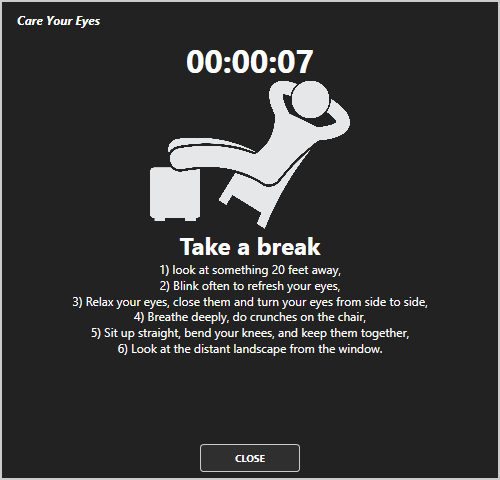 Care Your Eyes
00:00:07
Take a break
1) look at something 20 feet away,
2) Blink often to refresh your eyes,
3) Relax your eyes, close them and turn your eyes from side to side,
4) Breathe deeply, do crunches on the chair,
5) Sit up straight, bend your knees, and keep them together,
6) Look at the distant landscape from the window.
CLOSE